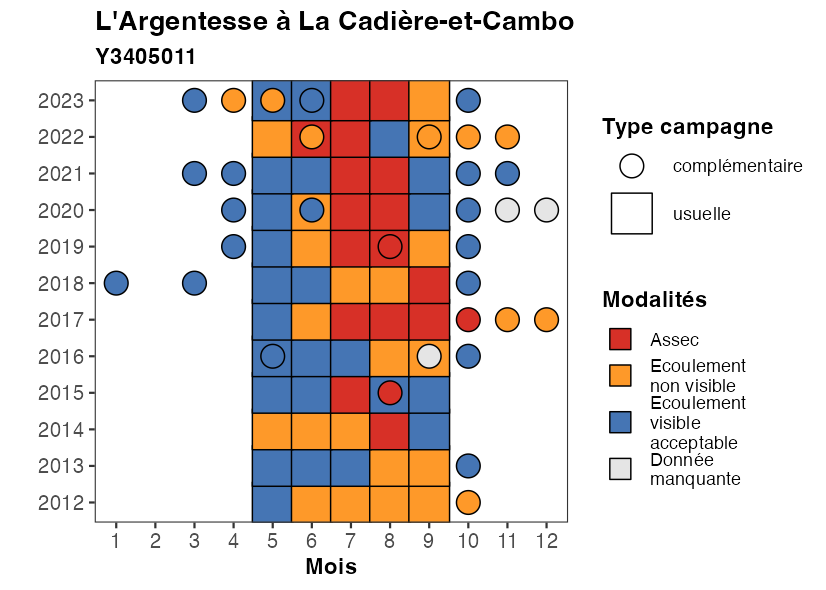 L'Argentesse à La Cadière-et-Cambo
Y3405011
2023
2022
2021
2020
2019
2018
2017
2016
2015
2014
2013
2012
1 2 3 4 5 6 7 8 9 10 11 12
Mois
Type campagne
complémentaire
usuelle
Modalités
Assec
Ecoulement
non visible
Ecoulement
visible
acceptable
Donnée
manquante